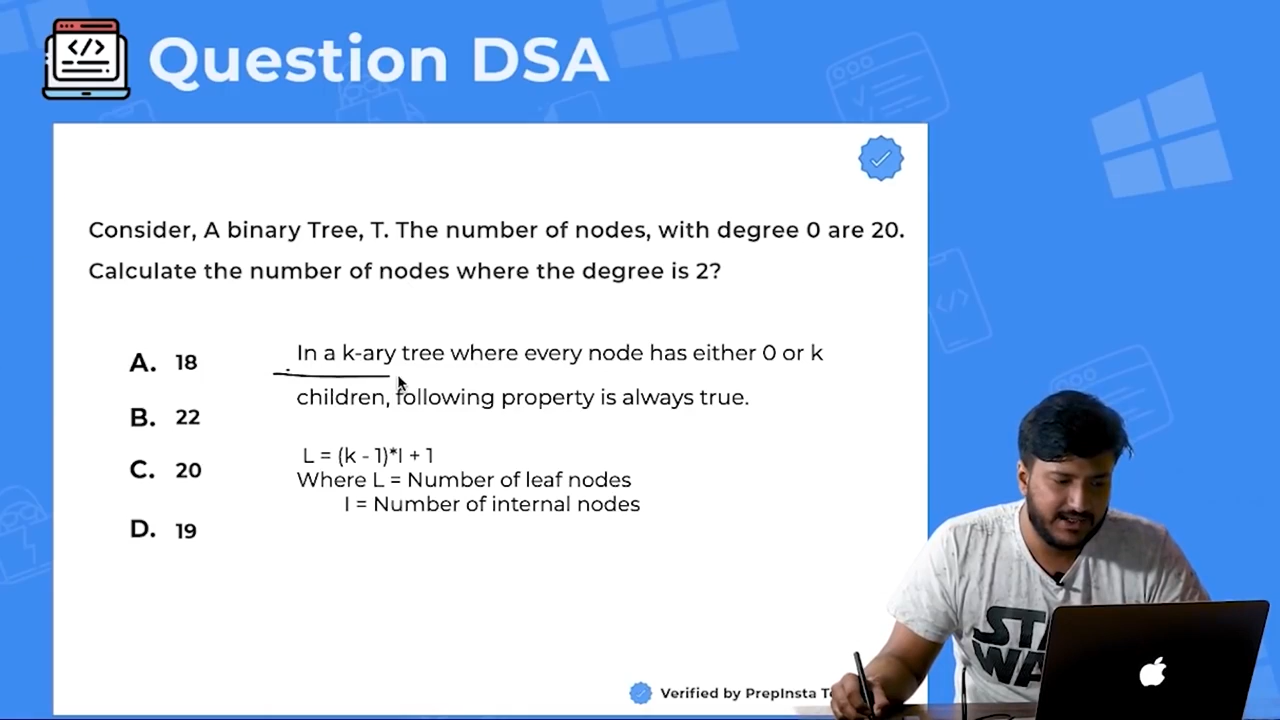 </>
Question DSA
Consider, A binary Tree, T. The number of nodes, with degree 0 are 20.
Calculate the number of nodes where the degree is 2?
A. 18
B. 22
C. 20
D. 19
In a k-ary tree where every node has either 0 or k
children, following property is always true.
L = (k - 1)*I + 1
Where L = Number of leaf nodes
I = Number of internal nodes
Verified by PrepInsta
STAR
WA